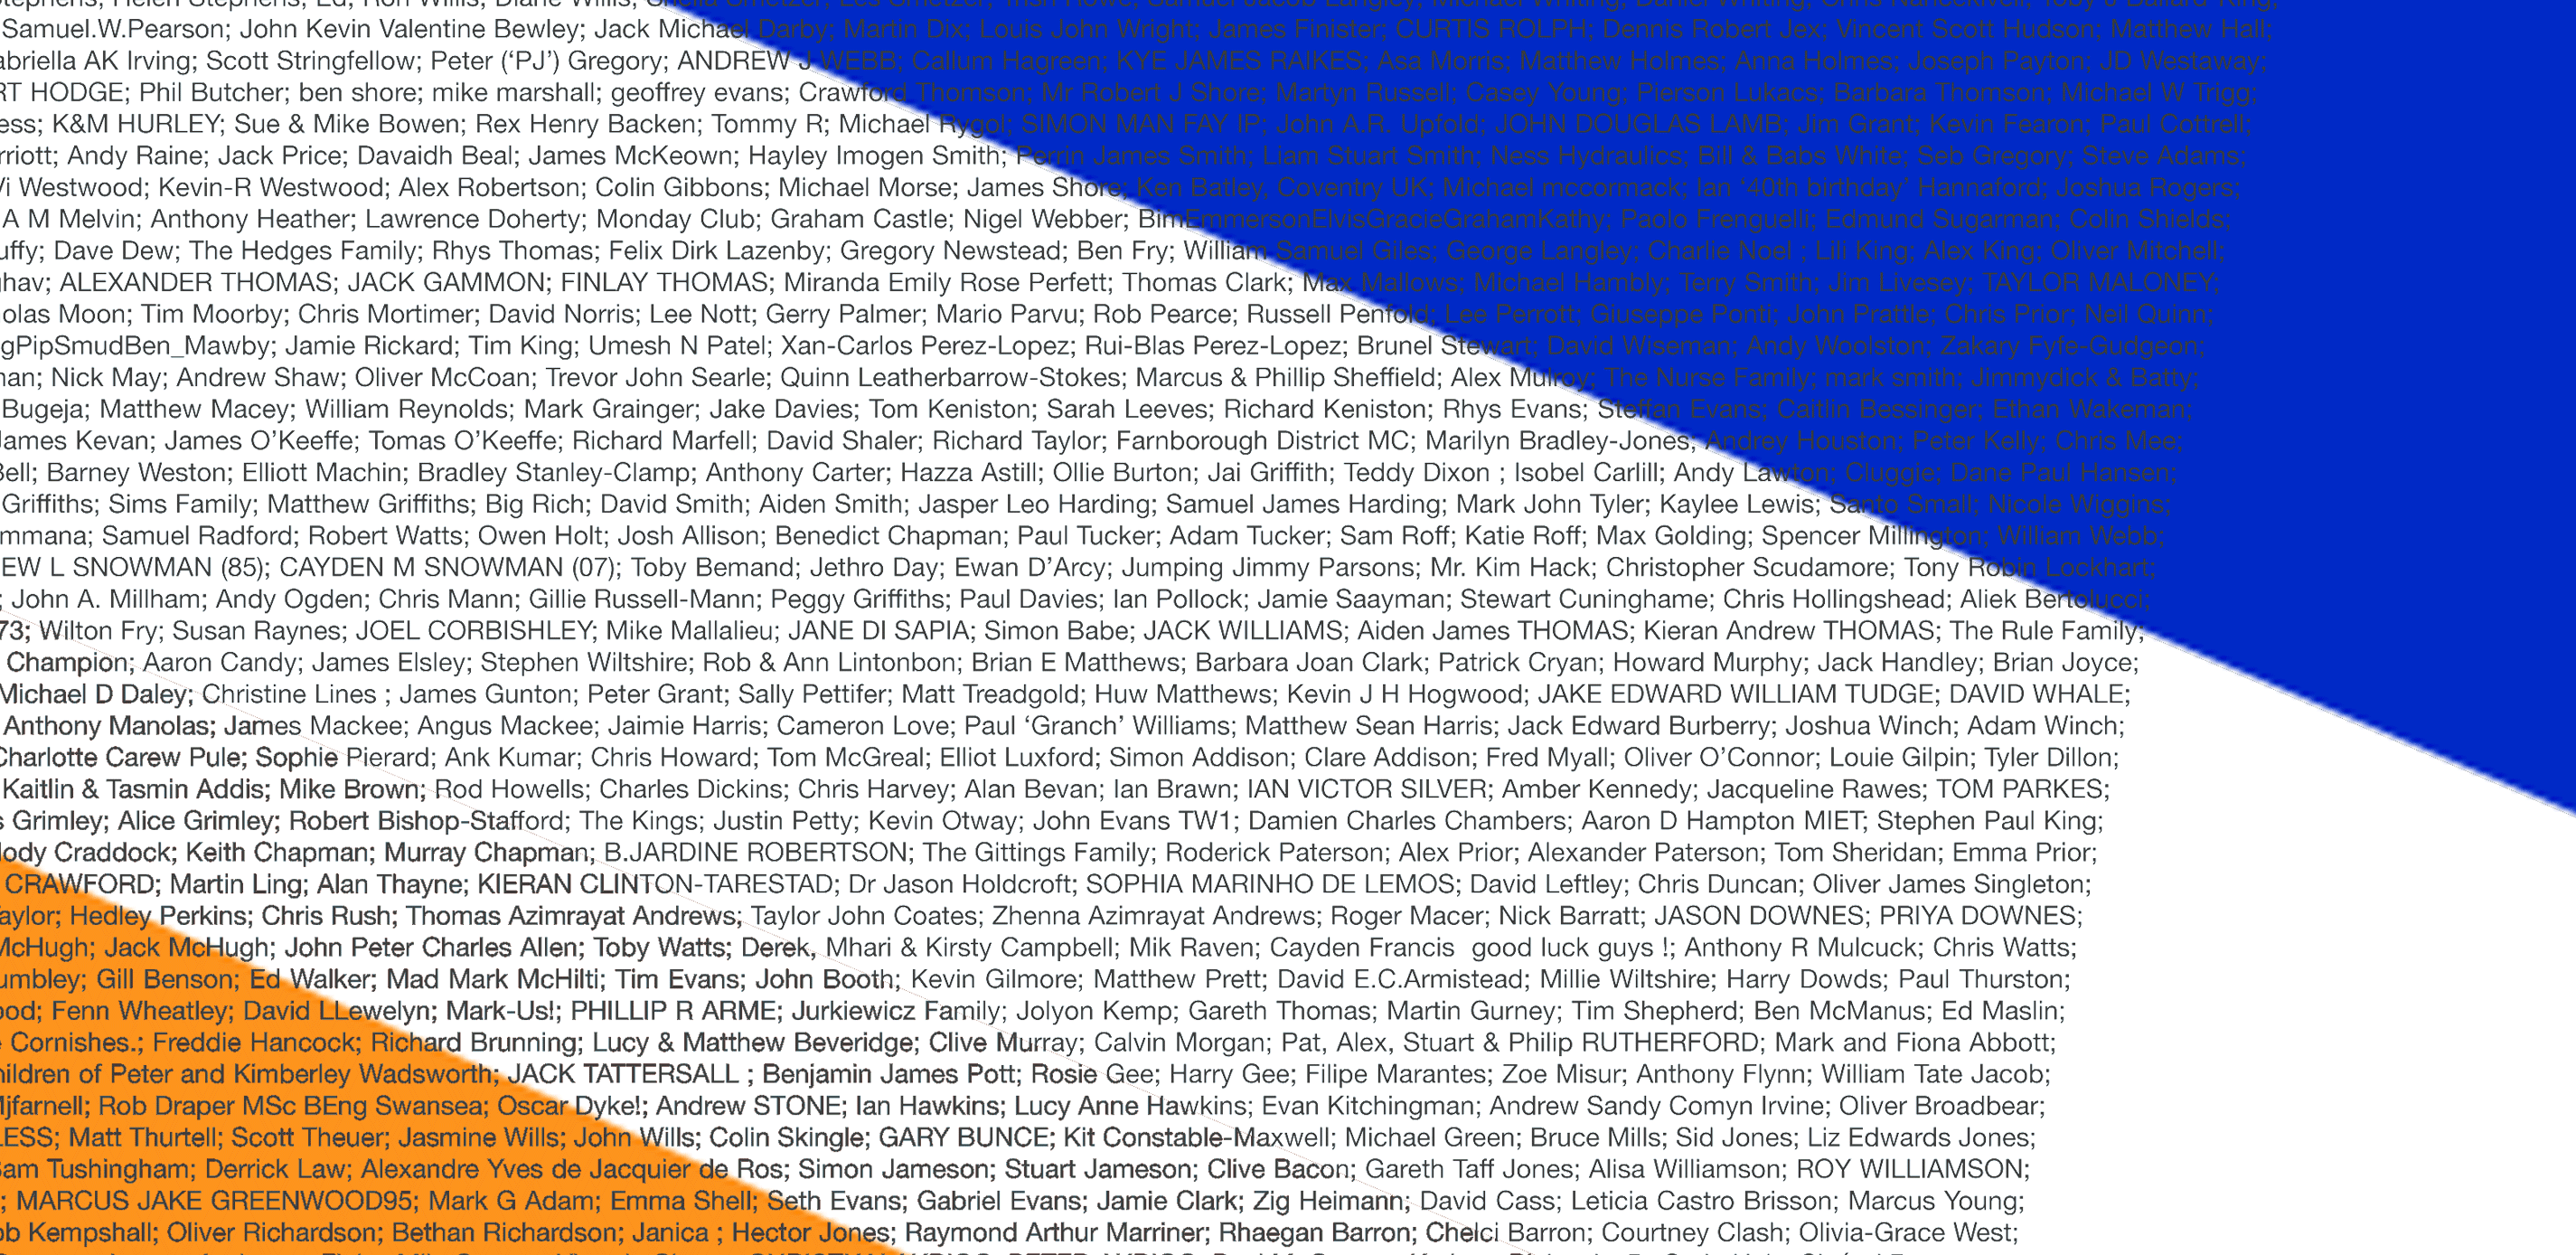 Samuel.W.Pearson; John Kevin Valentine Bewley; Jack Michael Darby; Martin Dix; Louis John Wright; James Finister; CURTIS ROLPH; Dennis Robert Jex; Vincent Scott Hudson; Matthew Hall;
abriella AK Irving; Scott Stringfellow; Peter (‘PJ’) Gregory; ANDREW J WEBB; Callum Hagreen; KYE JAMES RAIKES; Asa Morris; Matthew Holmes; Anna Holmes; Joseph Payton; JD Westaway;
RT HODGE; Phil Butcher; ben shore; mike marshall; geoffrey evans; Crawford Thomson; Mr Robert J Shore; Martyn Russell; Casey Young; Pierson Lukacs; Barbara Thomson; Michael W Trigg;
ess; K&M HURLEY; Sue & Mike Bowen; Rex Henry Backen; Tommy R; Michael Rygol; SIMON MAN FAY IP; John A.R. Upfold; JOHN DOUGLAS LAMB; Jim Grant; Kevin Fearon; Paul Cottrell;
rriott; Andy Raine; Jack Price; Davaidh Beal; James McKeown; Hayley Imogen Smith; Perrin James Smith; Liam Stuart Smith; Ness Hydraulics; Bill & Babs White; Seb Gregory; Steve Adams;
Vi Westwood; Kevin-R Westwood; Alex Robertson; Colin Gibbons; Michael Morse; James Shore; Ken Batley, Coventry UK; Michael mccormack; Ian ‘40th birthday’ Hannaford; Joshua Rogers;
A M Melvin; Anthony Heather; Lawrence Doherty; Monday Club; Graham Castle; Nigel Webber; BimEmmersonElvisGracieGrahamKathy; Paolo Frenguelli; Edmund Sugarman; Colin Shields;
uffy; Dave Dew; The Hedges Family; Rhys Thomas; Felix Dirk Lazenby; Gregory Newstead; Ben Fry; William Samuel Giles; George Langley; Charlie Noel ; Lili King; Alex King; Oliver Mitchell;
hav; ALEXANDER THOMAS; JACK GAMMON; FINLAY THOMAS; Miranda Emily Rose Perfett; Thomas Clark; Max Mallows; Michael Hambly; Terry Smith; Jim Livesey; TAYLOR MALONEY;
olas Moon; Tim Moorby; Chris Mortimer; David Norris; Lee Nott; Gerry Palmer; Mario Parvu; Rob Pearce; Russell Penfold; Lee Perrott; Giuseppe Ponti; John Prattle; Chris Prior; Neil Quinn;
gPipSmudBen_Mawby; Jamie Rickard; Tim King; Umesh N Patel; Xan-Carlos Perez-Lopez; Rui-Blas Perez-Lopez; Brunel Stewart; David Wiseman; Andy Woolston; Zakary Fyfe-Gudgeon;
nan; Nick May; Andrew Shaw; Oliver McCoan; Trevor John Searle; Quinn Leatherbarrow-Stokes; Marcus & Phillip Sheffield; Alex Mulroy; The Nurse Family; mark smith; Jimmydick & Batty;
Bugeja; Matthew Macey; William Reynolds; Mark Grainger; Jake Davies; Tom Keniston; Sarah Leeves; Richard Keniston; Rhys Evans; Steffan Evans; Caitlin Bessinger; Ethan Wakeman;
James Kevan; James O’Keeffe; Tomas O’Keeffe; Richard Marfell; David Shaler; Richard Taylor; Farnborough District MC; Marilyn Bradley-Jones; Andrey Houston; Peter Kelly; Chris Mee;
Bell; Barney Weston; Elliott Machin; Bradley Stanley-Clamp; Anthony Carter; Hazza Astill; Ollie Burton; Jai Griffith; Teddy Dixon ; Isobel Carlill; Andy Lawton; Cluggie; Dane Paul Hansen;
Griffiths; Sims Family; Matthew Griffiths; Big Rich; David Smith; Aiden Smith; Jasper Leo Harding; Samuel James Harding; Mark John Tyler; Kaylee Lewis; Santo Small; Nicole Wiggins;
mmana; Samuel Radford; Robert Watts; Owen Holt; Josh Allison; Benedict Chapman; Paul Tucker; Adam Tucker; Sam Roff; Katie Roff; Max Golding; Spencer Millington; William Webb;
EW L SNOWMAN (85); CAYDEN M SNOWMAN (07); Toby Bemand; Jethro Day; Ewan D’Arcy; Jumping Jimmy Parsons; Mr. Kim Hack; Christopher Scudamore; Tony Robin Lockhart;
; John A. Millham; Andy Ogden; Chris Mann; Gillie Russell-Mann; Peggy Griffiths; Paul Davies; Ian Pollock; Jamie Saayman; Stewart Cuninghame; Chris Hollingshead; Aliek Bertolucci;
73; Wilton Fry; Susan Raynes; JOEL CORBISHLEY; Mike Mallalieu; JANE DI SAPIA; Simon Babe; JACK WILLIAMS; Aiden James THOMAS; Kieran Andrew THOMAS; The Rule Family;
Champion; Aaron Candy; James Elsley; Stephen Wiltshire; Rob & Ann Lintonbon; Brian E Matthews; Barbara Joan Clark; Patrick Cryan; Howard Murphy; Jack Handley; Brian Joyce;
Michael D Daley; Christine Lines ; James Gunton; Peter Grant; Sally Pettifer; Matt Treadgold; Huw Matthews; Kevin J H Hogwood; JAKE EDWARD WILLIAM TUDGE; DAVID WHALE;
Anthony Manolas; James Mackee; Angus Mackee; Jaimie Harris; Cameron Love; Paul ‘Granch’ Williams; Matthew Sean Harris; Jack Edward Burberry; Joshua Winch; Adam Winch;
Charlotte Carew Pule; Sophie Pierard; Ank Kumar; Chris Howard; Tom McGreal; Elliot Luxford; Simon Addison; Clare Addison; Fred Myall; Oliver O’Connor; Louie Gilpin; Tyler Dillon;
Kaitlin & Tasmin Addis; Mike Brown; Rod Howells; Charles Dickins; Chris Harvey; Alan Bevan; Ian Brawn; IAN VICTOR SILVER; Amber Kennedy; Jacqueline Rawes; TOM PARKES;
s Grimley; Alice Grimley; Robert Bishop-Stafford; The Kings; Justin Petty; Kevin Otway; John Evans TW1; Damien Charles Chambers; Aaron D Hampton MIET; Stephen Paul King;
ody Craddock; Keith Chapman; Murray Chapman; B.JARDINE ROBERTSON; The Gittings Family; Roderick Paterson; Alex Prior; Alexander Paterson; Tom Sheridan; Emma Prior;
CRAWFORD; Martin Ling; Alan Thayne; KIERAN CLINTON-TARESTAD; Dr Jason Holdcroft; SOPHIA MARINHO DE LEMOS; David Leftley; Chris Duncan; Oliver James Singleton;
aylor; Hedley Perkins; Chris Rush; Thomas Azimrayat Andrews; Taylor John Coates; Zhenna Azimrayat Andrews; Roger Macer; Nick Barratt; JASON DOWNES; PRIYA DOWNES;
McHugh; Jack McHugh; John Peter Charles Allen; Toby Watts; Derek, Mhari & Kirsty Campbell; Mik Raven; Cayden Francis  good luck guys !; Anthony R Mulcuck; Chris Watts;
umbley; Gill Benson; Ed Walker; Mad Mark McHilti; Tim Evans; John Booth; Kevin Gilmore; Matthew Prett; David E.C.Armistead; Millie Wiltshire; Harry Dowds; Paul Thurston;
ood; Fenn Wheatley; David LLewelyn; Mark-Us!; PHILLIP R ARME; Jurkiewicz Family; Jolyon Kemp; Gareth Thomas; Martin Gurney; Tim Shepherd; Ben McManus; Ed Maslin;
e Cornishes.; Freddie Hancock; Richard Brunning; Lucy & Matthew Beveridge; Clive Murray; Calvin Morgan; Pat, Alex, Stuart & Philip RUTHERFORD; Mark and Fiona Abbott;
hildren of Peter and Kimberley Wadsworth; JACK TATTERSALL ; Benjamin James Pott; Rosie Gee; Harry Gee; Filipe Marantes; Zoe Misur; Anthony Flynn; William Tate Jacob;
Mjfarnell; Rob Draper MSc BEng Swansea; Oscar Dyke!; Andrew STONE; Ian Hawkins; Lucy Anne Hawkins; Evan Kitchingman; Andrew Sandy Comyn Irvine; Oliver Broadbear;
LESS; Matt Thurtell; Scott Theuer; Jasmine Wills; John Wills; Colin Skingle; GARY BUNCE; Kit Constable-Maxwell; Michael Green; Bruce Mills; Sid Jones; Liz Edwards Jones;
Sam Tushingham; Derrick Law; Alexandre Yves de Jacquier de Ros; Simon Jameson; Stuart Jameson; Clive Bacon; Gareth Taff Jones; Alisa Williamson; ROY WILLIAMSON;
; MARCUS JAKE GREENWOOD95; Mark G Adam; Emma Shell; Seth Evans; Gabriel Evans; Jamie Clark; Zig Heimann; David Cass; Leticia Castro Brisson; Marcus Young;
ob Kempshall; Oliver Richardson; Bethan Richardson; Janica ; Hector Jones; Raymond Arthur Marriner; Rhaegan Barron; Chelci Barron; Courtney Clash; Olivia-Grace West;